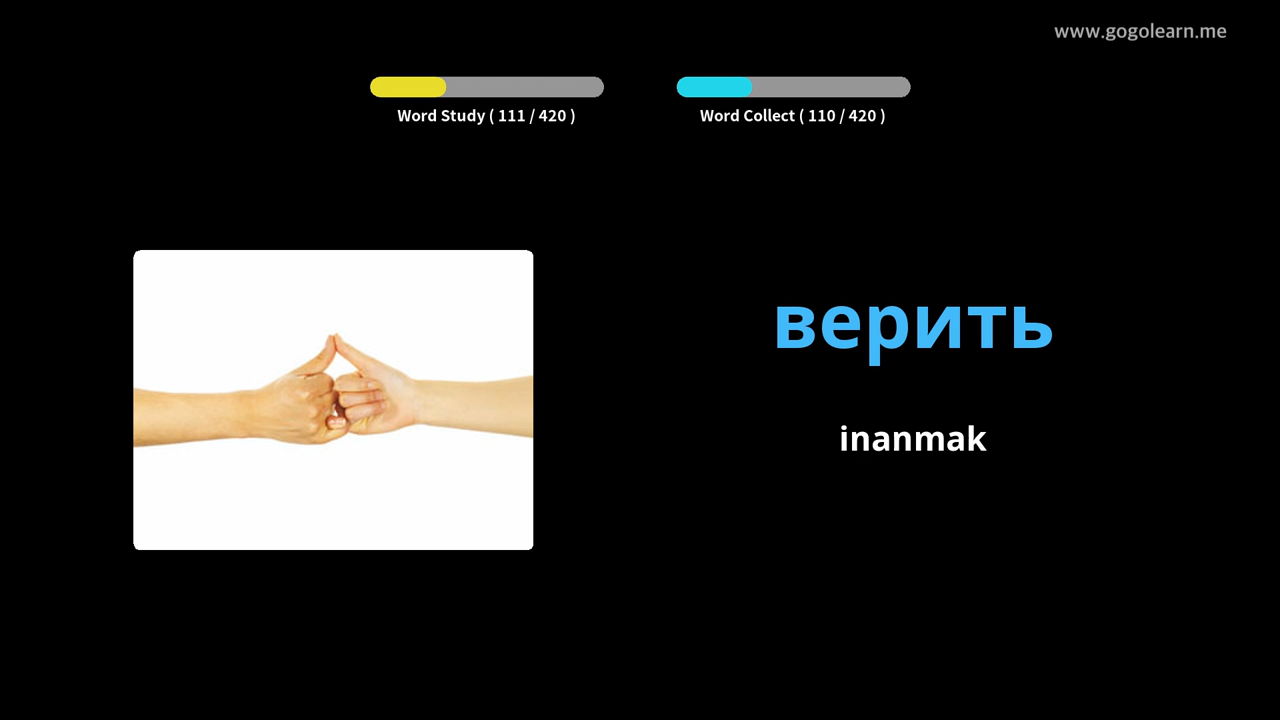 www.gogolearn.me
Word Study ( 111 / 420 )
Word Collect ( 110 / 420 )
верить
inanmak